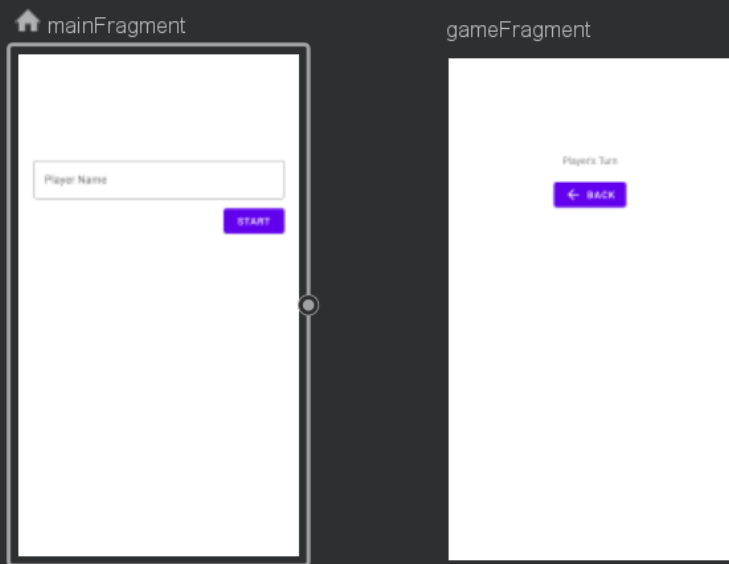 mainFragment
Player Name
START
gameFragment
Player's Turn
BACK